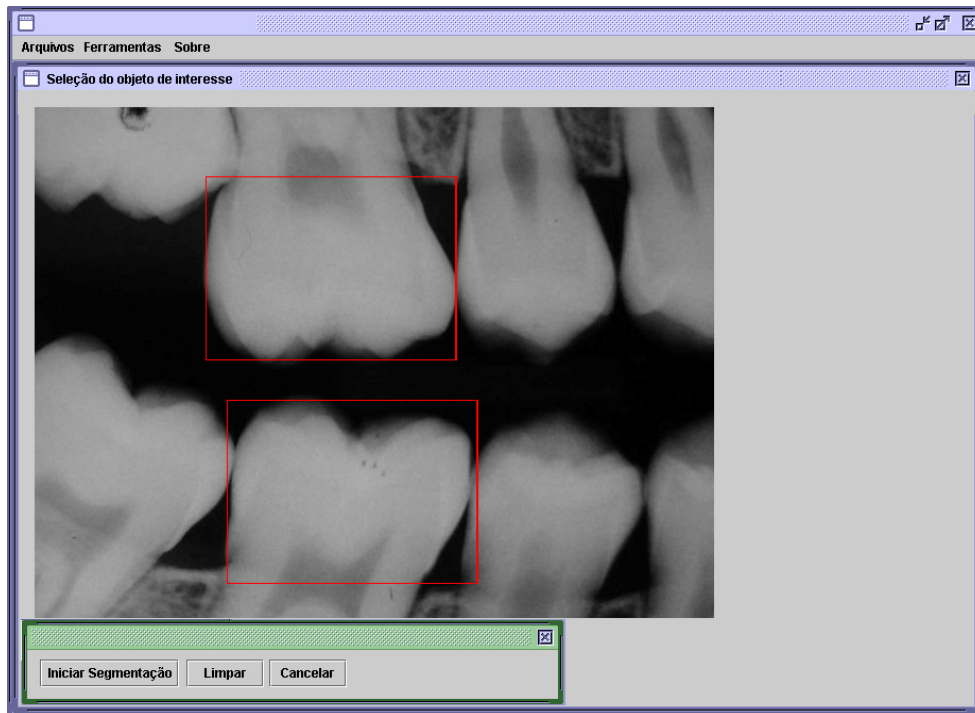 Arquivos Ferramentas Sobre
Seleção do objeto de interesse
Iniciar Segmentação Limpar Cancelar